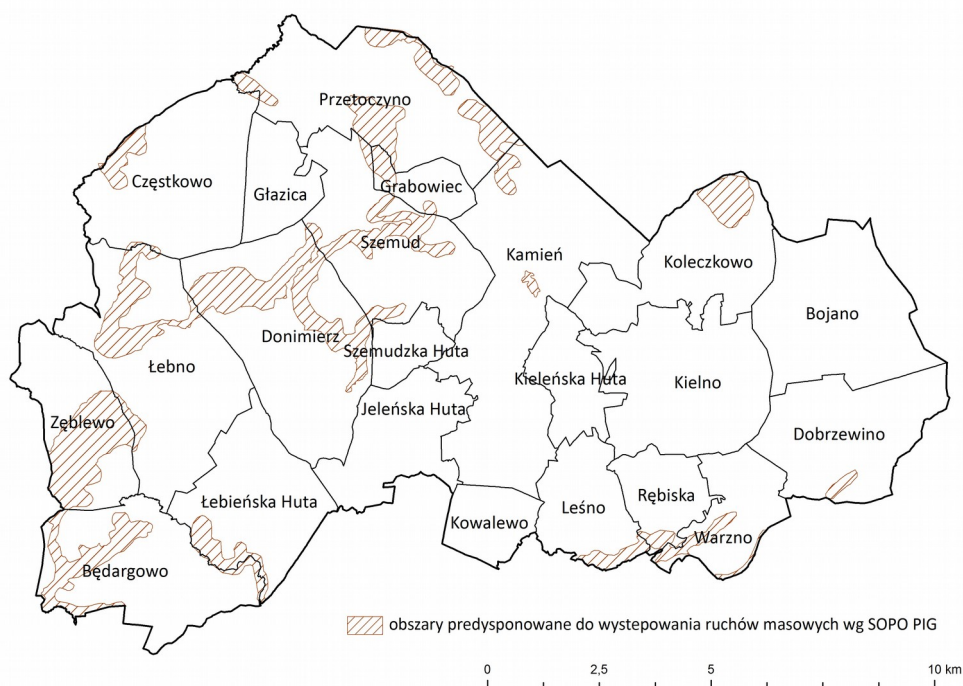 Przetoczyno
Częstkowo
Głazica
Grabowiec
Szemud
Kamień
Koleczkowo
Bojano
Donimierz
Szemudzka Huta
Łebno
Kieleńska Huta
Kielno
Jeleńska Huta
Zęblewo
Dobrzewino
Łebieńska Huta
Rębiska
Leśno
Kowalewo
Warzno
Będargowo
obszary predysponowane do wystepowania ruchów masowych wg SOPO PIG
0 2,5 5 10 km